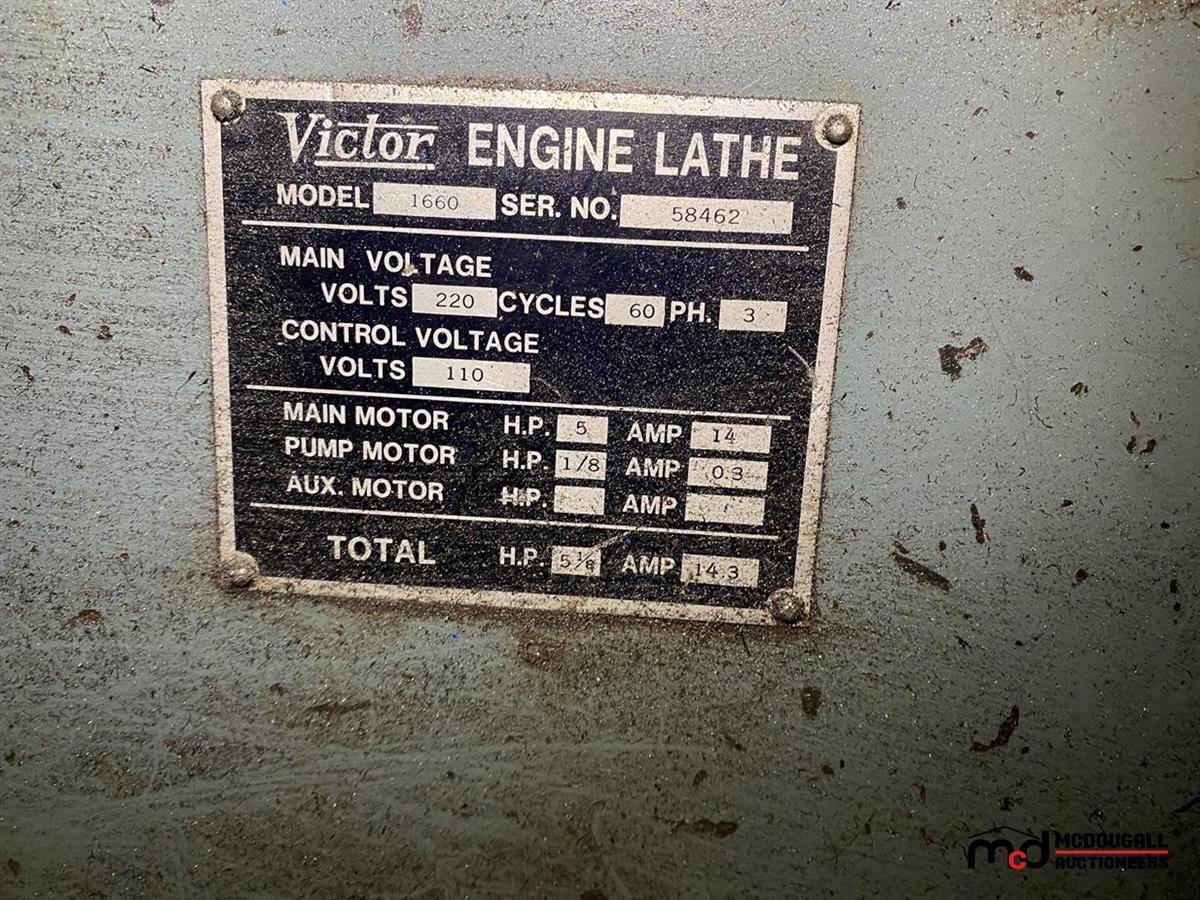 Victor ENGINE LATHE
MODEL 1660 SER. NO. 58462
MAIN VOLTAGE
VOLTS 220 CYCLES 60 PH. 3
CONTROL VOLTAGE
VOLTS 110
MAIN MOTOR H.P. 5 AMP 14
PUMP MOTOR H.P. 1/8 AMP 0.3
AUX. MOTOR H.P. AMP
TOTAL H.P. 5⅛ AMP 14.3
mcd MCDOUGALL
AUCTIONEERS